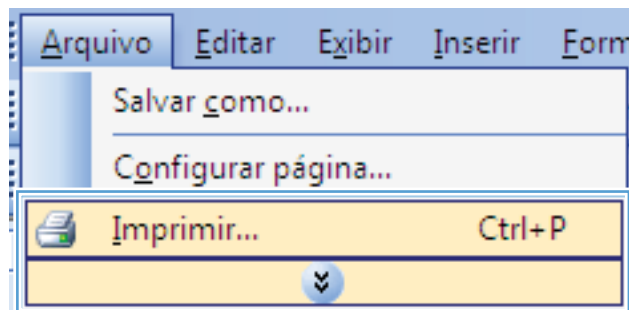 Arquivo Editar Exibir Inserir
Salvar como...
Configurar página...
Imprimir... Ctrl+P